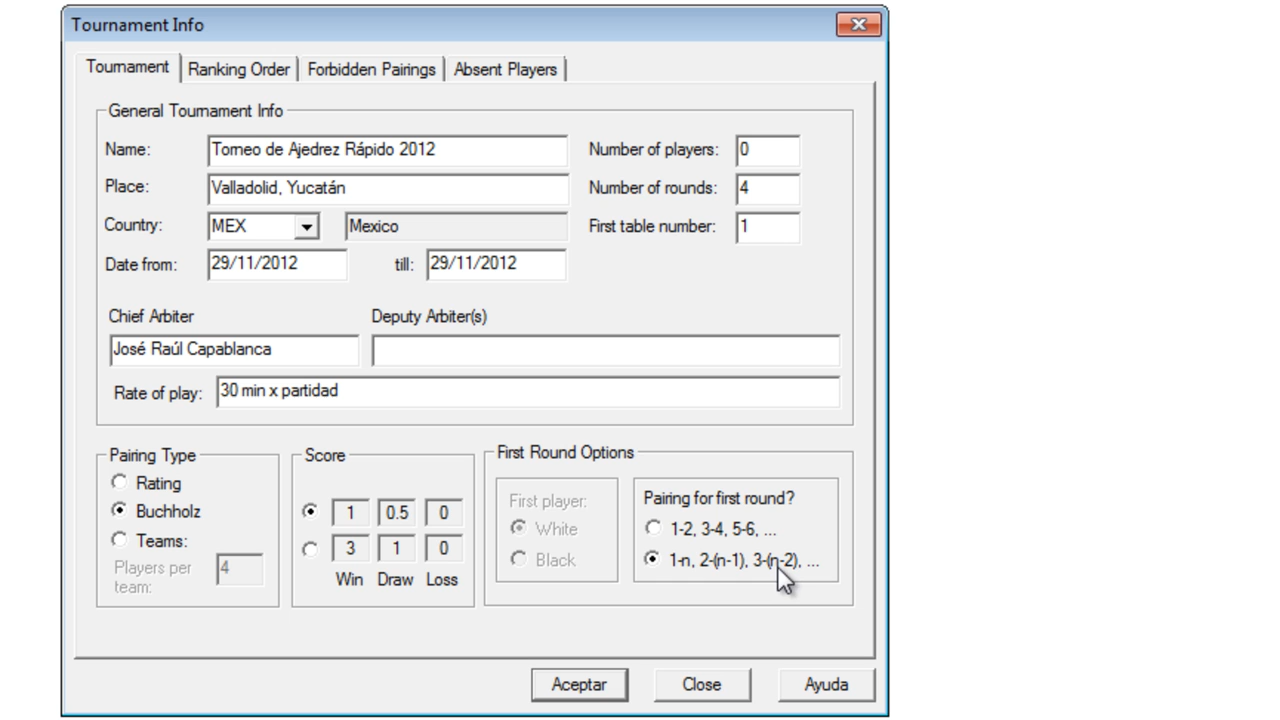 Tournament Info
Tournament Ranking Order Forbidden Pairings Absent Players
General Tournament Info
Name: Torneo de Ajedrez Rápido 2012 Number of players: 0
Place: Valladolid, Yucatán Number of rounds: 4
Country: MEX Mexico First table number: 1
Date from: 29/11/2012 till: 29/11/2012
Chief Arbiter Deputy Arbiter(s)
José Raúl Capablanca
Rate of play: 30 min x partidad
Pairing Type
Rating
Buchholz
Teams:
Players per team: 4
Score
1 0.5 0
3 1 0
Win Draw Loss
First Round Options
First player:
White
Black
Pairing for first round?
1-2, 3-4, 5-6, ...
1-n, 2-(n-1), 3-(n-2), ...
Aceptar Close Ayuda